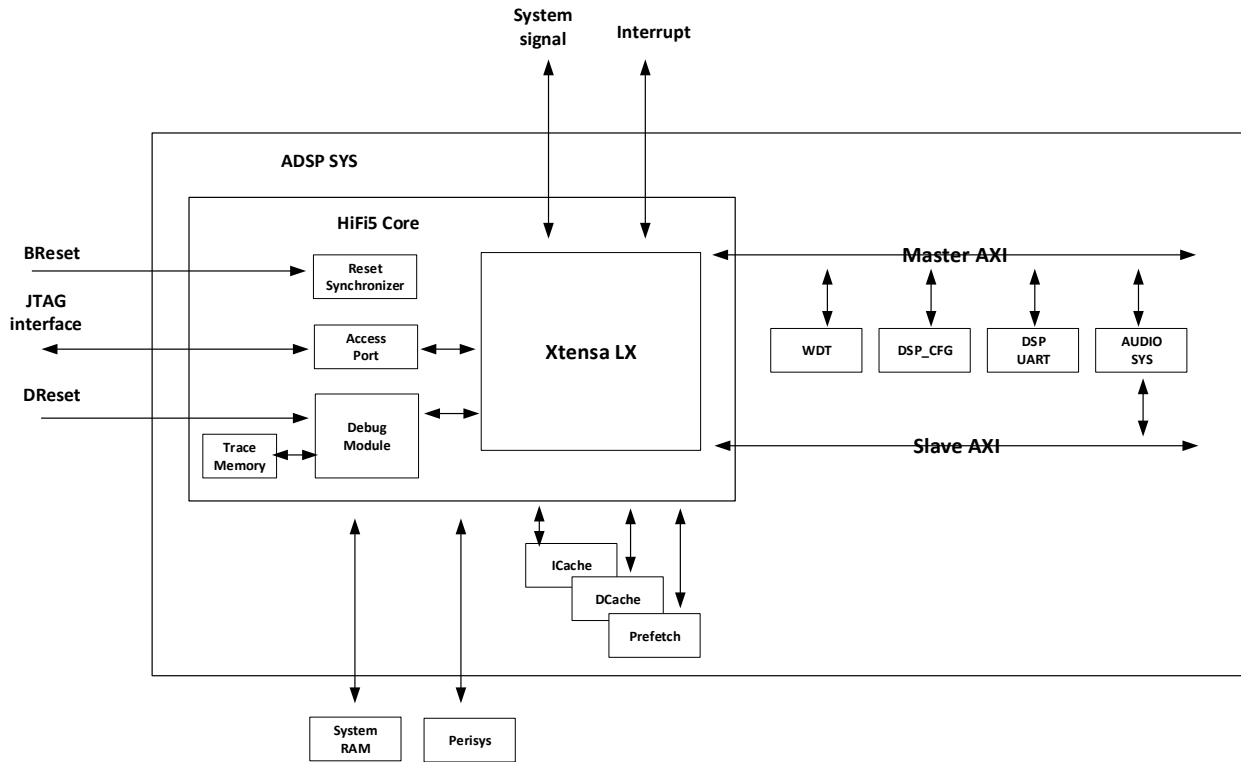 System
signal
Interrupt
ADSP SYS
HiFi5 Core
BReset
Reset
Synchronizer
Master AXI
JTAG
interface
Access
Port
Xtensa LX
WDT
DSP_CFG
DSP
UART
AUDIO
SYS
DReset
Debug
Module
Trace
Memory
Slave AXI
ICache
DCache
Prefetch
System
RAM
Perisys